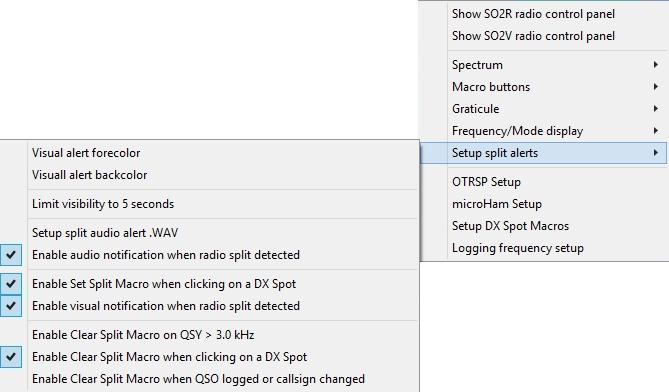 Show SO2R radio control panel
Show SO2V radio control panel
Spectrum
Macro buttons
Graticule
Frequency/Mode display
Setup split alerts
OTRSP Setup
microHam Setup
Setup DX Spot Macros
Logging frequency setup
Visual alert forecolor
Visuall alert backcolor
Limit visibility to 5 seconds
Setup split audio alert .WAV
Enable audio notification when radio split detected
Enable Set Split Macro when clicking on a DX Spot
Enable visual notification when radio split detected
Enable Clear Split Macro on QSY > 3.0 kHz
Enable Clear Split Macro when clicking on a DX Spot
Enable Clear Split Macro when QSO logged or callsign changed